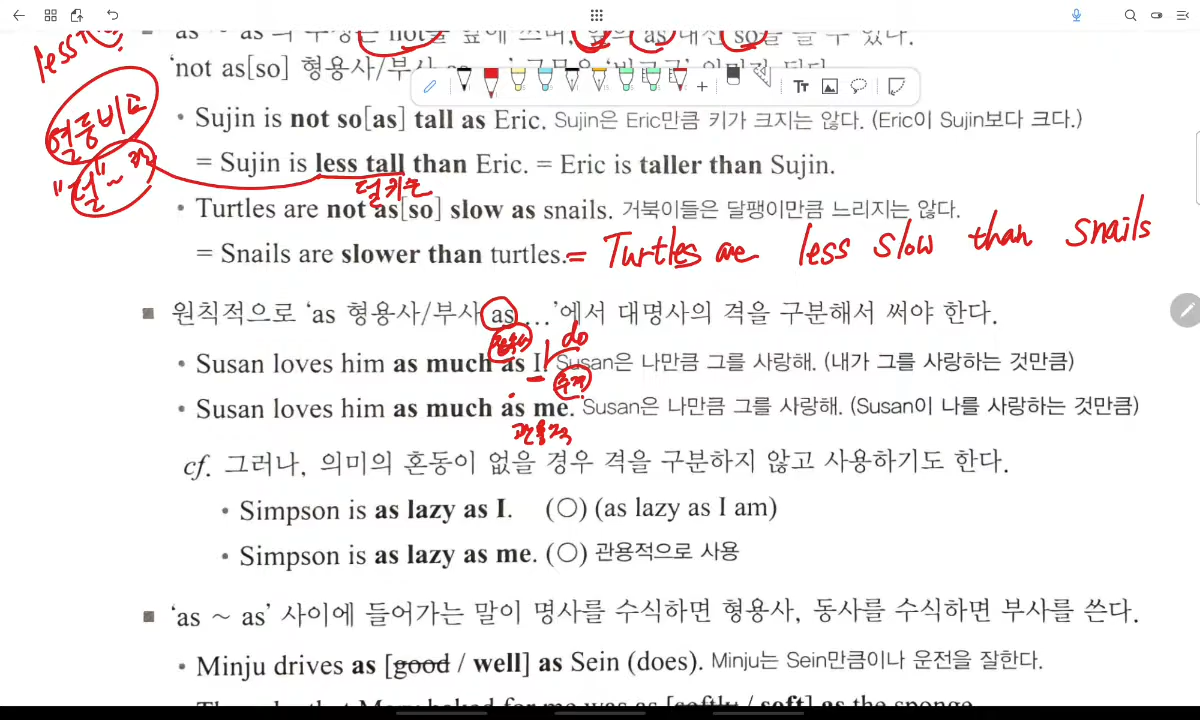 less +
'not as[so] 형용사/부사
열등비교
"덜" ~
• Sujin is not so[as] tall as Eric. Sujin은 Eric만큼 키가 크지는 않다. (Eric이 Sujin보다 크다.)
= Sujin is less tall than Eric. = Eric is taller than Sujin.
덜 키큰
• Turtles are not as[so] slow as snails. 거북이들은 달팽이만큼 느리지는 않다.
= Snails are slower than turtles. = Turtles are less slow than snails
■ 원칙적으로 'as 형용사/부사 as …'에서 대명사의 격을 구분해서 써야 한다.
do
• Susan loves him as much as I. Susan은 나만큼 그를 사랑해. (내가 그를 사랑하는 것만큼)
주격
• Susan loves him as much as me. Susan은 나만큼 그를 사랑해. (Susan이 나를 사랑하는 것만큼)
cf. 그러나, 의미의 혼동이 없을 경우 격을 구분하지 않고 사용하기도 한다.
• Simpson is as lazy as I. (○) (as lazy as I am)
• Simpson is as lazy as me. (○) 관용적으로 사용
■ 'as ~ as' 사이에 들어가는 말이 명사를 수식하면 형용사, 동사를 수식하면 부사를 쓴다.
• Minju drives as [good / well] as Sein (does). Minju는 Sein만큼이나 운전을 잘한다.
baked for me was as [softly / soft] as the sponge.